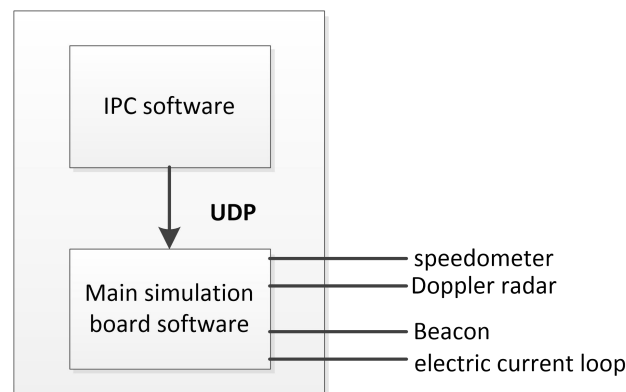 IPC software
UDP
Main simulation
board software
speedometer
Doppler radar
Beacon
electric current loop